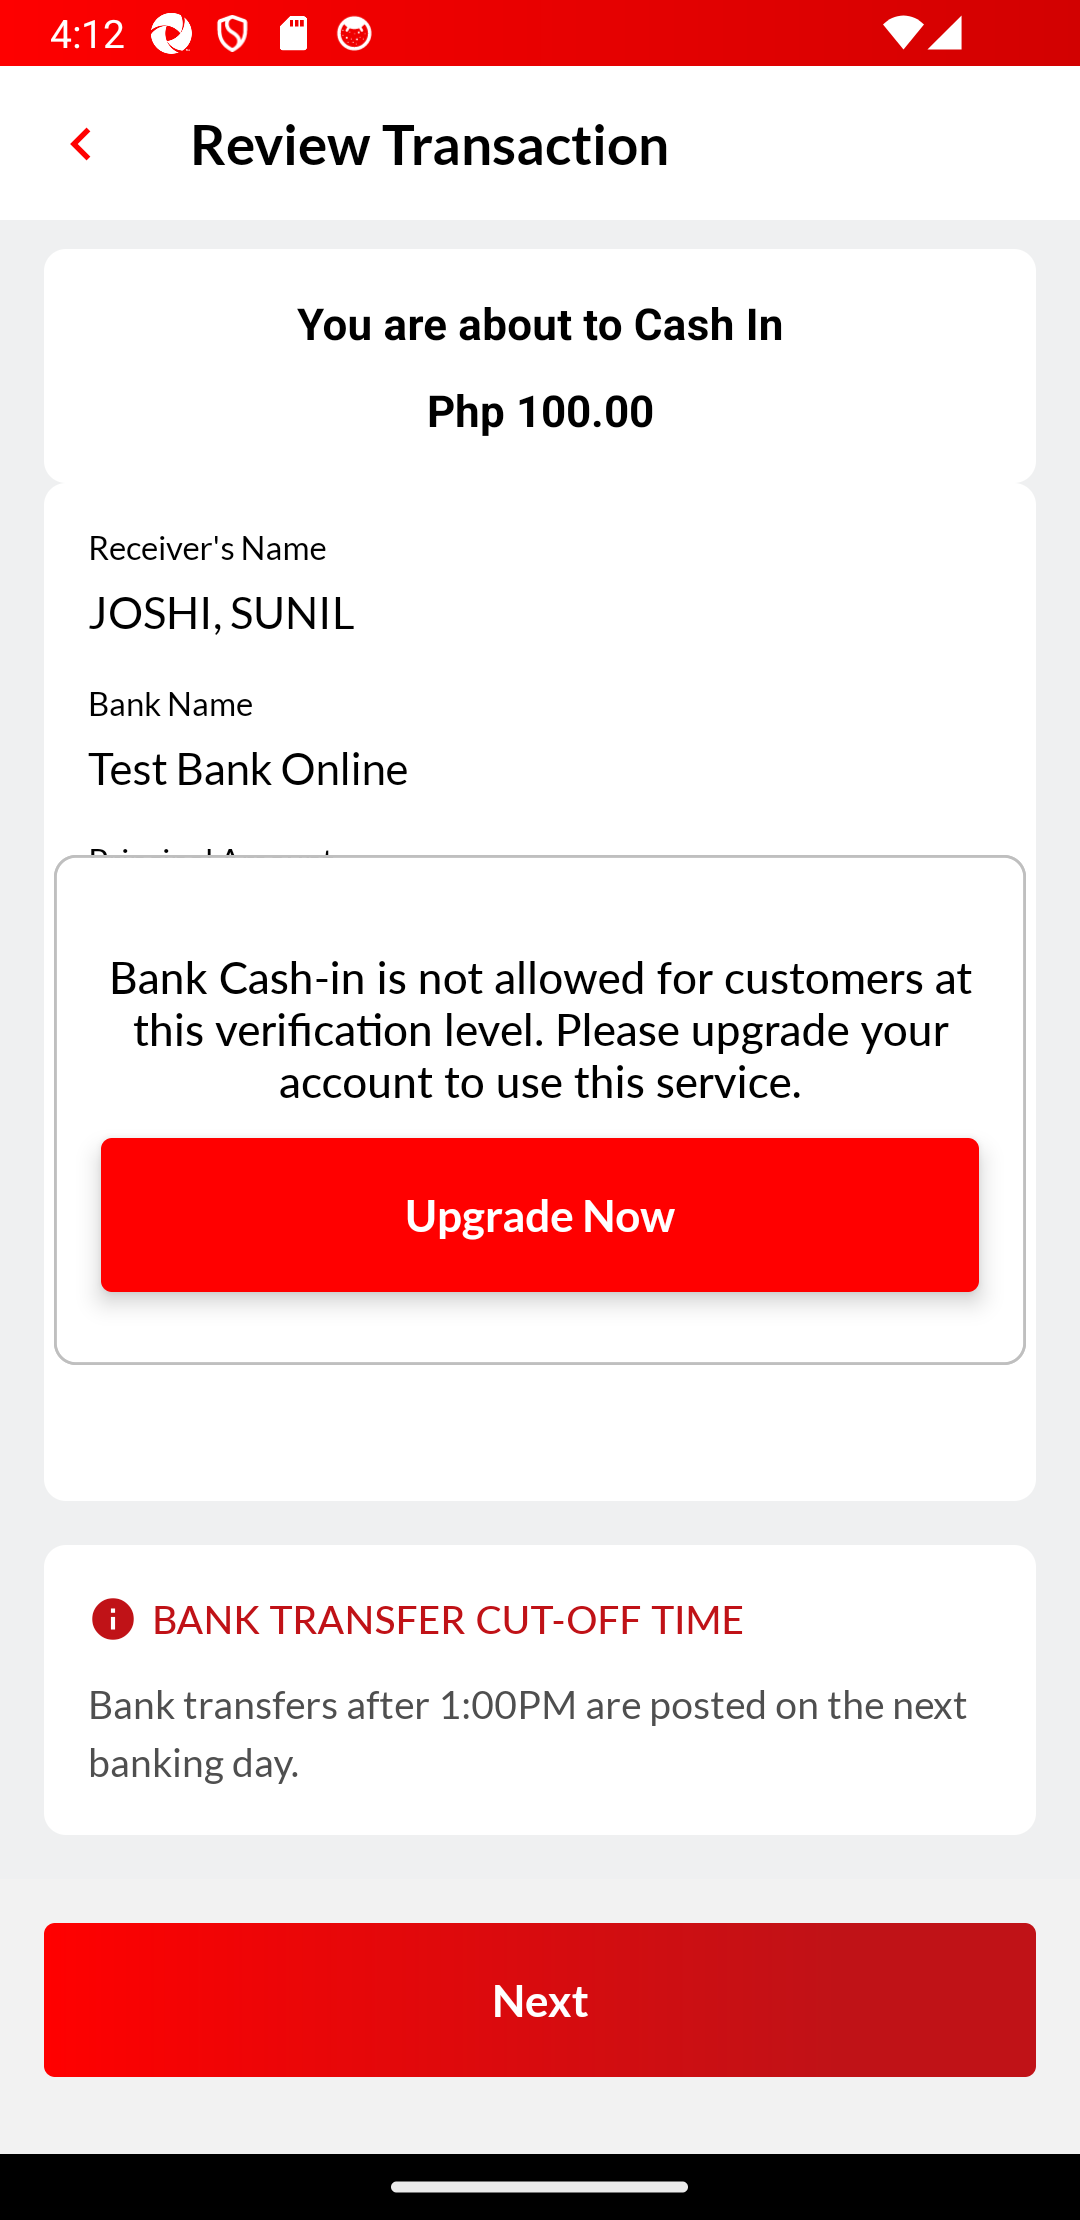 4:12
Review Transaction
You are about to Cash In
Php 100.00
Receiver's Name
JOSHI, SUNIL
Bank Name
Test Bank Online
Bank Cash-in is not allowed for customers at
this verification level. Please upgrade your
account to use this service.
Upgrade Now
BANK TRANSFER CUT-OFF TIME
Bank transfers after 1:00PM are posted on the next
banking day.
Next